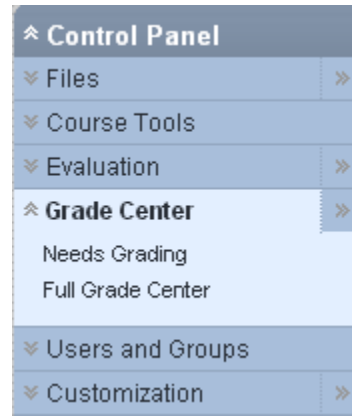 Control Panel
Files
Course Tools
Evaluation
Grade Center
Needs Grading
Full Grade Center
Users and Groups
Customization